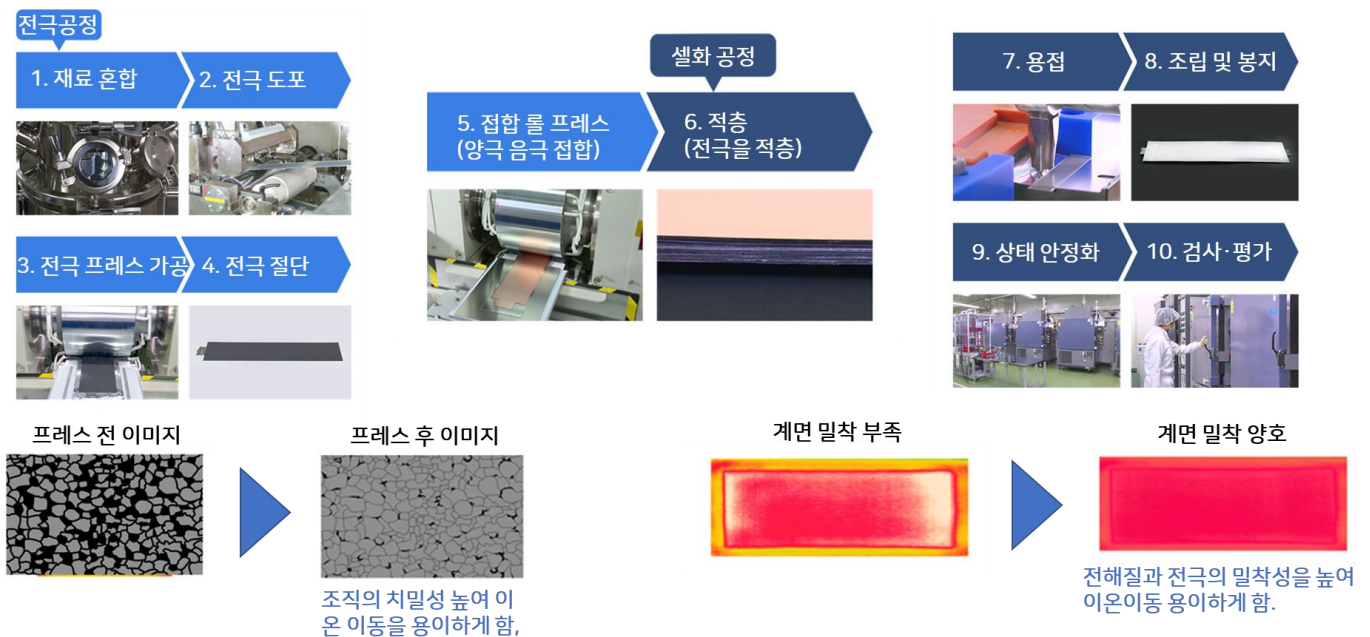 전극공정
1. 재료 혼합
2. 전극 도포
3. 전극 프레스 가공
4. 전극 절단
5. 접합 롤 프레스
(양극 음극 접합)
셀화 공정
6. 적층
(전극을 적층)
7. 용접
8. 조립 및 봉지
9. 상태 안정화
10. 검사·평가
프레스 전 이미지
프레스 후 이미지
조직의 치밀성 높여 이
온 이동을 용이하게 함,
계면 밀착 부족
계면 밀착 양호
전해질과 전극의 밀착성을 높여
이온이동 용이하게 함.